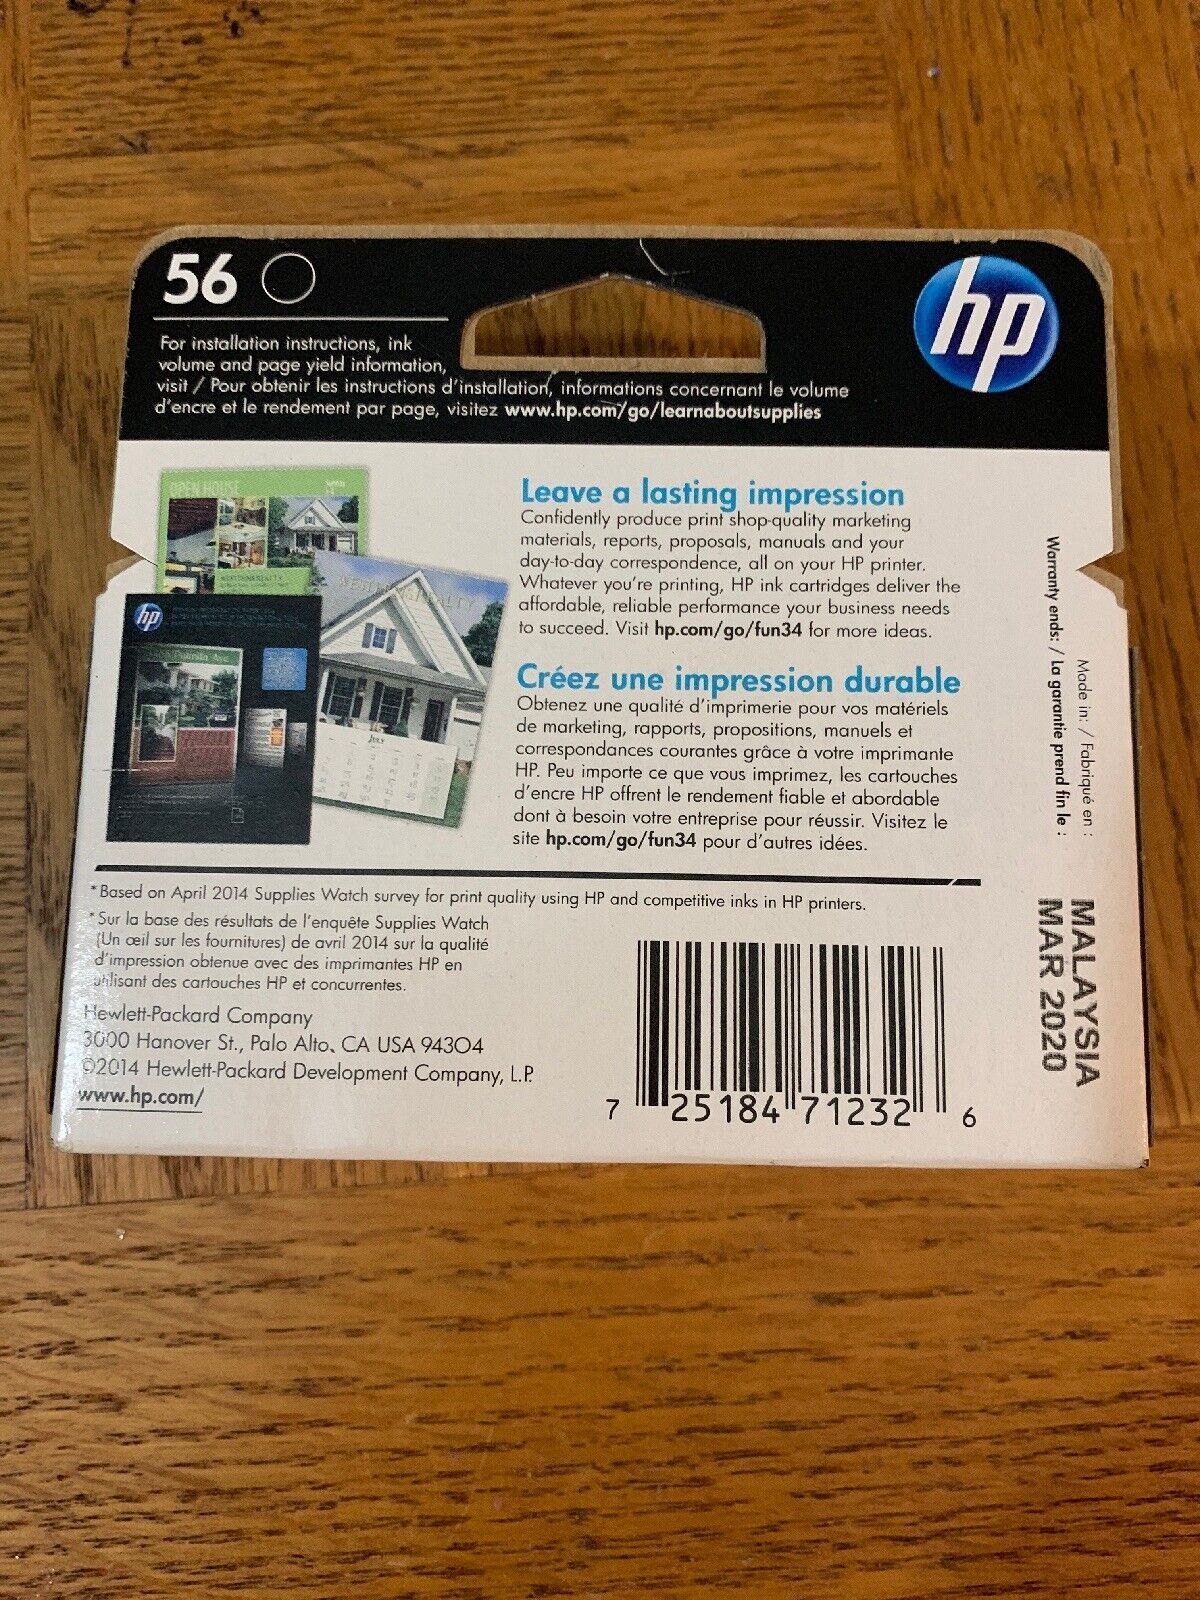 56
hp
For installation instructions, ink
volume and page yield information,
visit / Pour obtenir les instructions d'installation, informations concernant le volume
d'encre et le rendement par page, visitez www.hp.com/go/learnaboutsupplies
OPEN HOUSE
hp
JULY
Leave a lasting impression
Confidently produce print shop-quality marketing
materials, reports, proposals, manuals and your
day-to-day correspondence, all on your HP printer.
Whatever you're printing, HP ink cartridges deliver the
affordable, reliable performance your business needs
to succeed. Visit hp.com/go/fun34 for more ideas.
Créez une impression durable
Obtenez une qualité d'imprimerie pour vos matériels
de marketing, rapports, propositions, manuels et
correspondances courantes grâce à votre imprimante
HP. Peu importe ce que vous imprimez, les cartouches
d'encre HP offrent le rendement fiable et abordable
dont à besoin votre entreprise pour réussir. Visitez le
site hp.com/go/fun34 pour d'autres idées.
Made in: / Fabriqué en : MALAYSIA
Warranty ends: / La garantie prend fin le : MAR 2020
*Based on April 2014 Supplies Watch survey for print quality using HP and competitive inks in HP printers.
*Sur la base des résultats de l'enquête Supplies Watch
(Un œil sur les fournitures) de avril 2014 sur la qualité
d'impression obtenue avec des imprimantes HP en
utilisant des cartouches HP et concurrentes.
Hewlett-Packard Company
3000 Hanover St., Palo Alto, CA USA 94304
©2014 Hewlett-Packard Development Company, L.P.
www.hp.com/
7 25184 71232 6